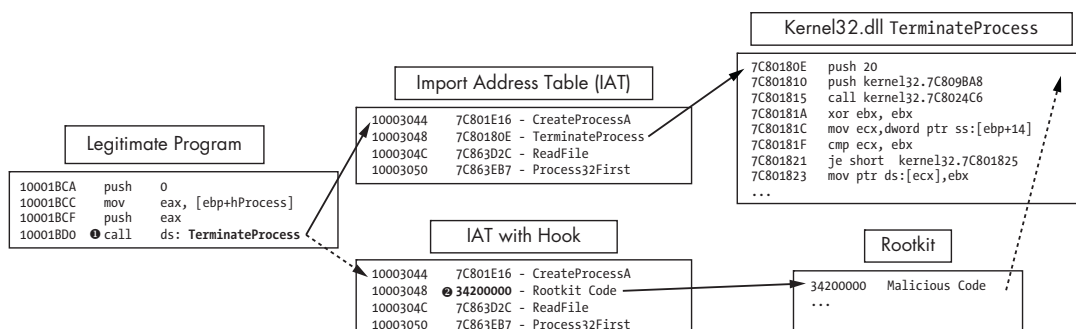 Kernel32.dll TerminateProcess
7C80180E push 20
7C801810 push kernel32.7C809BA8
7C801815 call kernel32.7C8024C6
7C80181A xor ebx, ebx
7C80181C mov ecx,dword ptr ss:[ebp+14]
7C80181F cmp ecx, ebx
7C801821 je short kernel32.7C801825
7C801823 mov ptr ds:[ecx],ebx
...
Import Address Table (IAT)
10003044 7C801E16 - CreateProcessA
10003048 7C80180E - TerminateProcess
1000304C 7C863D2C - ReadFile
10003050 7C863EB7 - Process32First
Legitimate Program
10001BCA push 0
10001BCC mov eax, [ebp+hProcess]
10001BCF push eax
10001BD0 ❶ call ds: TerminateProcess
IAT with Hook
10003044 7C801E16 - CreateProcessA
10003048 ❷ 34200000 - Rootkit Code
1000304C 7C863D2C - ReadFile
10003050 7C863EB7 - Process32First
Rootkit
34200000 Malicious Code
...